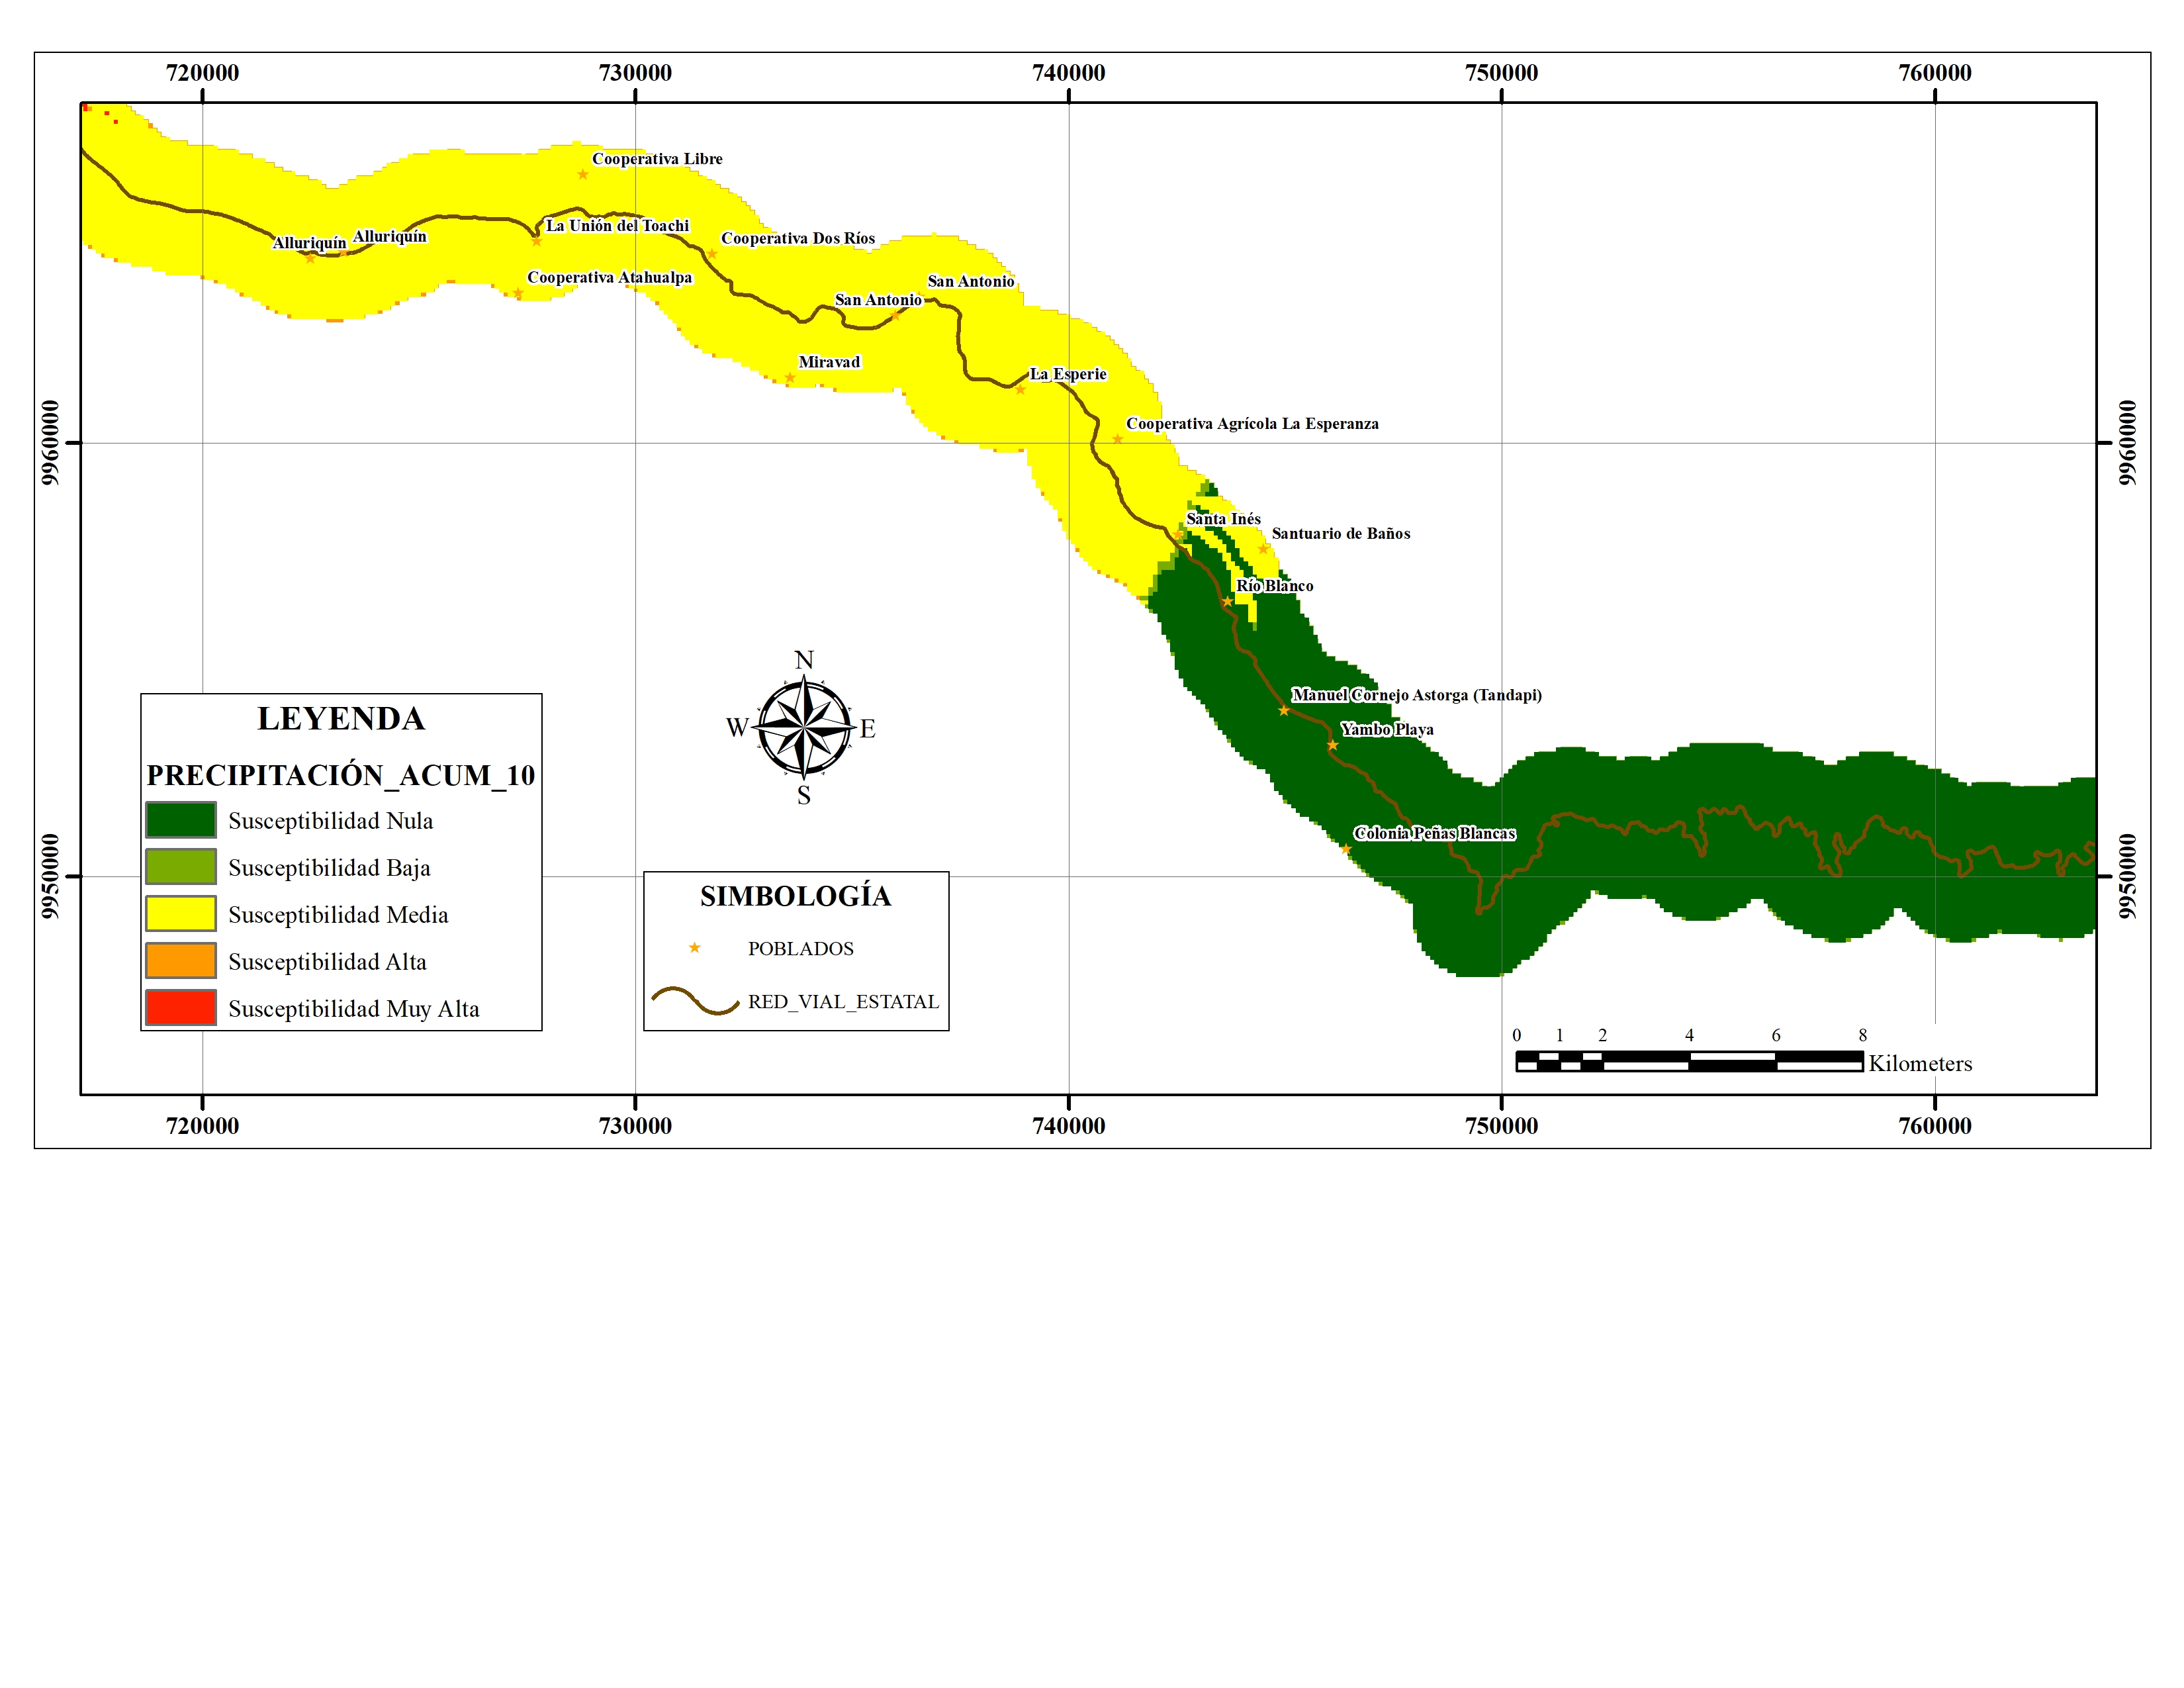 720000 730000 740000 750000 760000
Cooperativa Libre
La Unión del Toachi
Alluriquín
Alluriquín
Cooperativa Dos Ríos
Cooperativa Atahualpa
San Antonio
San Antonio
Miravad
La Esperie
Cooperativa Agrícola La Esperanza
9960000
9960000
Santa Inés
Santuario de Baños
Río Blanco
N
W
E
S
Manuel Cornejo Astorga (Tandapi)
Yambo Playa
Colonia Peñas Blancas
LEYENDA
PRECIPITACIÓN_ACUM_10
Susceptibilidad Nula
Susceptibilidad Baja
Susceptibilidad Media
Susceptibilidad Alta
Susceptibilidad Muy Alta
SIMBOLOGÍA
POBLADOS
RED_VIAL_ESTATAL
9950000
9950000
0 1 2 4 6 8
Kilometers
720000 730000 740000 750000 760000